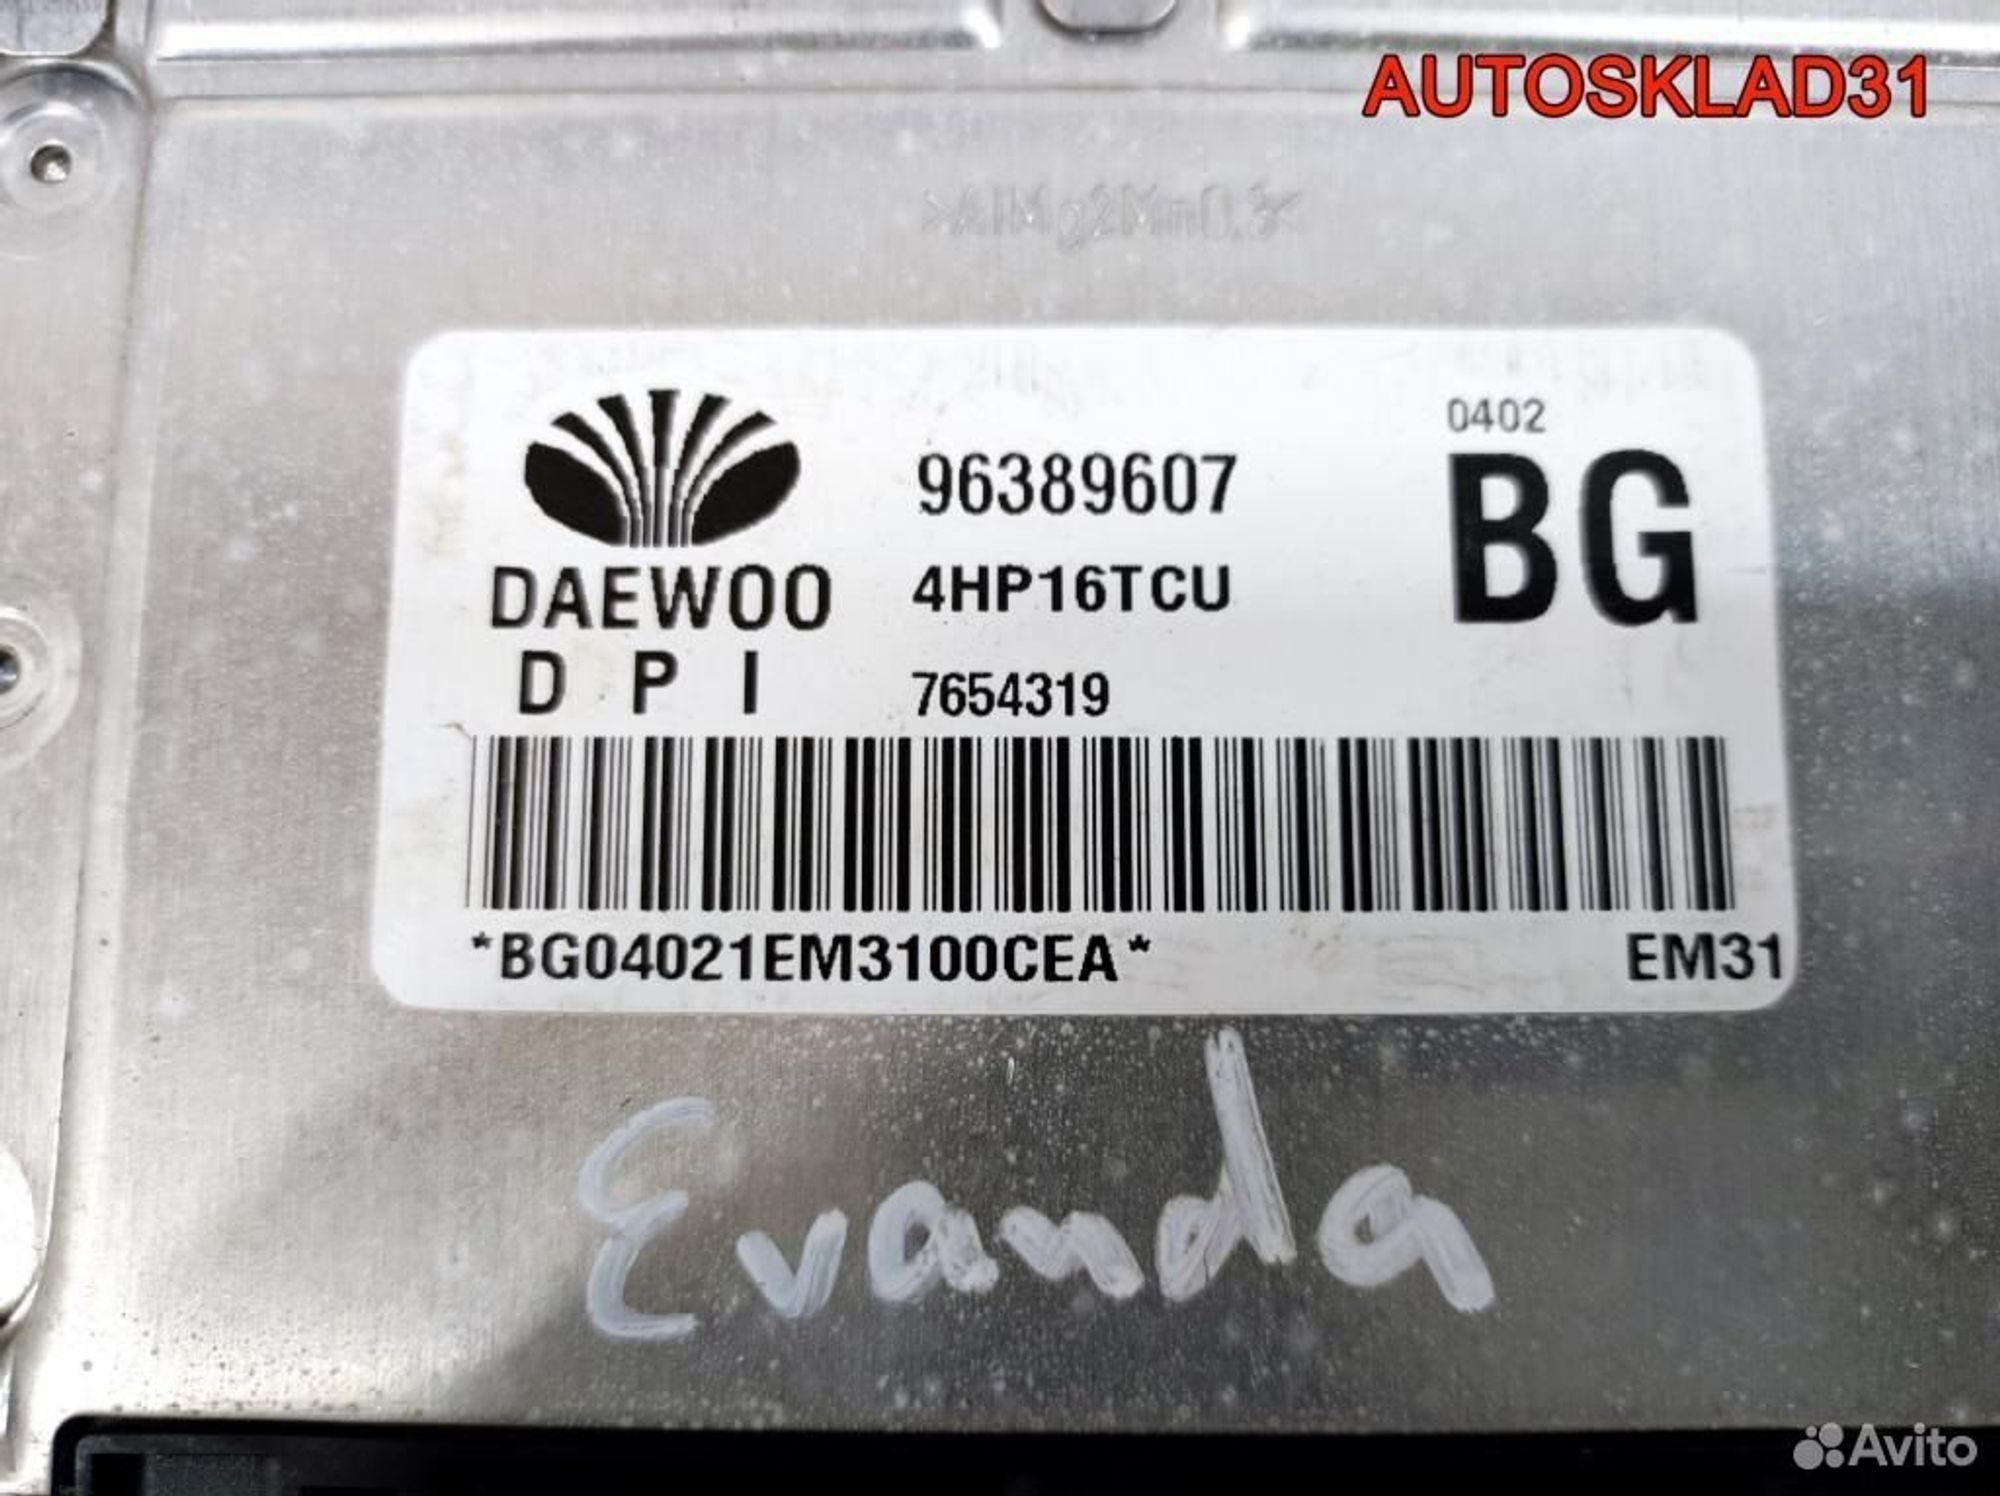 AUTOSKLAD31
>AlMg2Mn0.3<
0402
96389607
BG
DAEWOO
4HP16TCU
D P I
7654319
*BG04021EM3100CEA*
EM31
Evanda
Avito